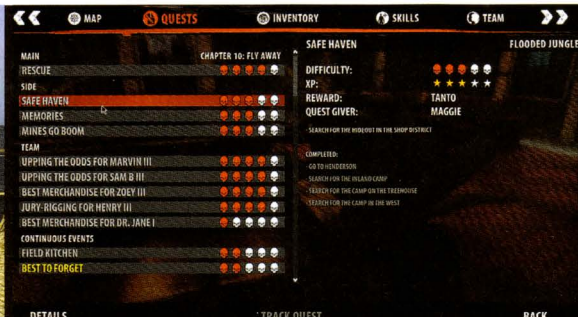 MAP QUESTS INVENTORY SKILLS TEAM
MAIN CHAPTER 10: FLY AWAY
RESCUE
SIDE
SAFE HAVEN
MEMORIES
MINES GO BOOM
TEAM
UPPING THE ODDS FOR MARVIN III
UPPING THE ODDS FOR SAM B III
BEST MERCHANDISE FOR ZOEY III
JURY-RIGGING FOR HENRY III
BEST MERCHANDISE FOR DR. JANE I
CONTINUOUS EVENTS
FIELD KITCHEN
BEST TO FORGET
SAFE HAVEN FLOODED JUNGLE
DIFFICULTY:
XP:
REWARD: TANTO
QUEST GIVER: MAGGIE
- SEARCH FOR THE HIDEOUT IN THE SHOP DISTRICT
COMPLETED:
- GO TO HENDERSON
- SEARCH FOR THE INLAND CAMP
- SEARCH FOR THE CAMP ON THE TREEHOUSE
- SEARCH FOR THE CAMP IN THE WEST
DETAILS TRACK QUEST BACK